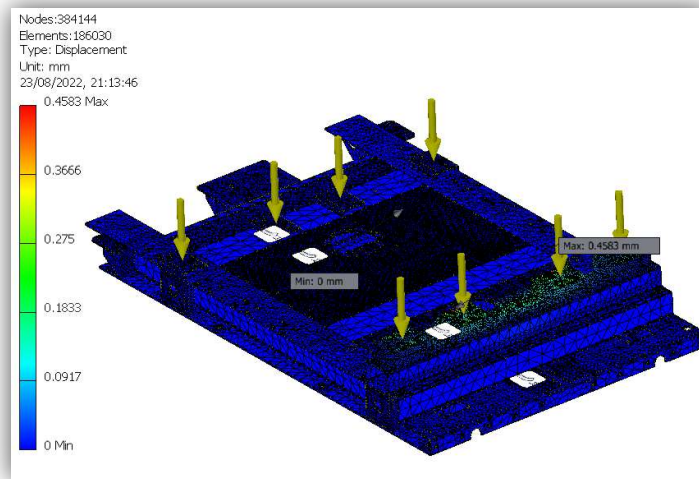 Nodes:384144
Elements:186030
Type: Displacement
Unit: mm
23/08/2022, 21:13:46
0.4583 Max
0.3666
0.275
0.1833
0.0917
0 Min
Max: 0.4583 mm
Min: 0 mm